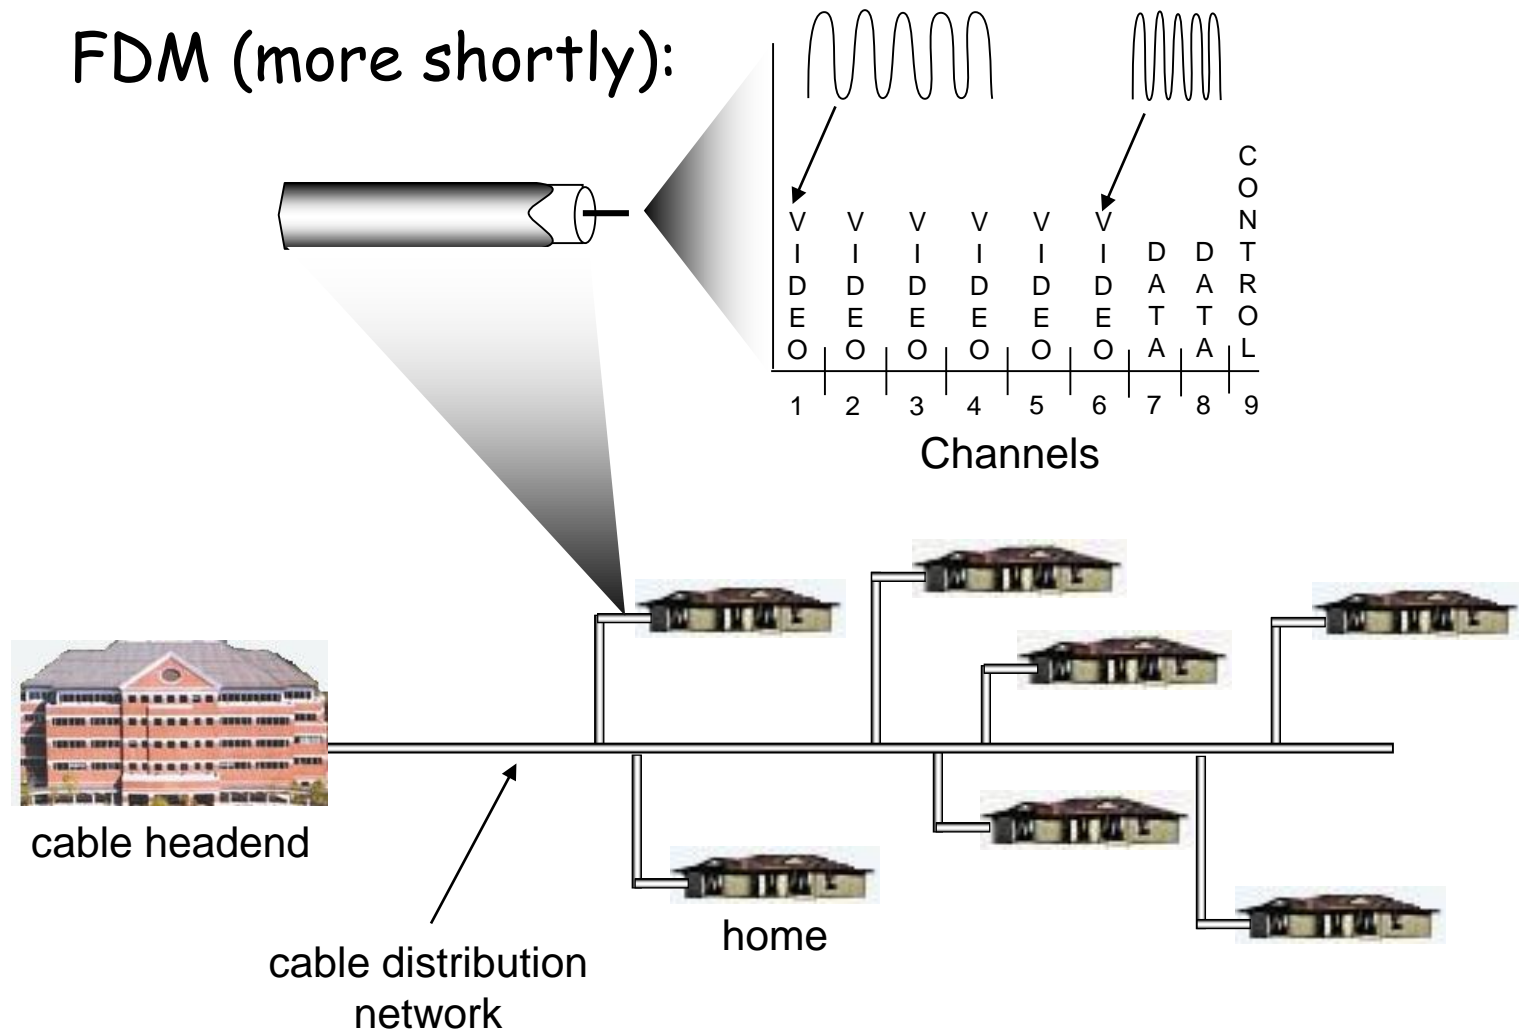 FDM (more shortly):
C
O
V V V V V V N
I I I I I I D D T
D D D D D D A A R
E E E E E E T T O
O O O O O O A A L
1 2 3 4 5 6 7 8 9
Channels
cable headend
home
cable distribution
network